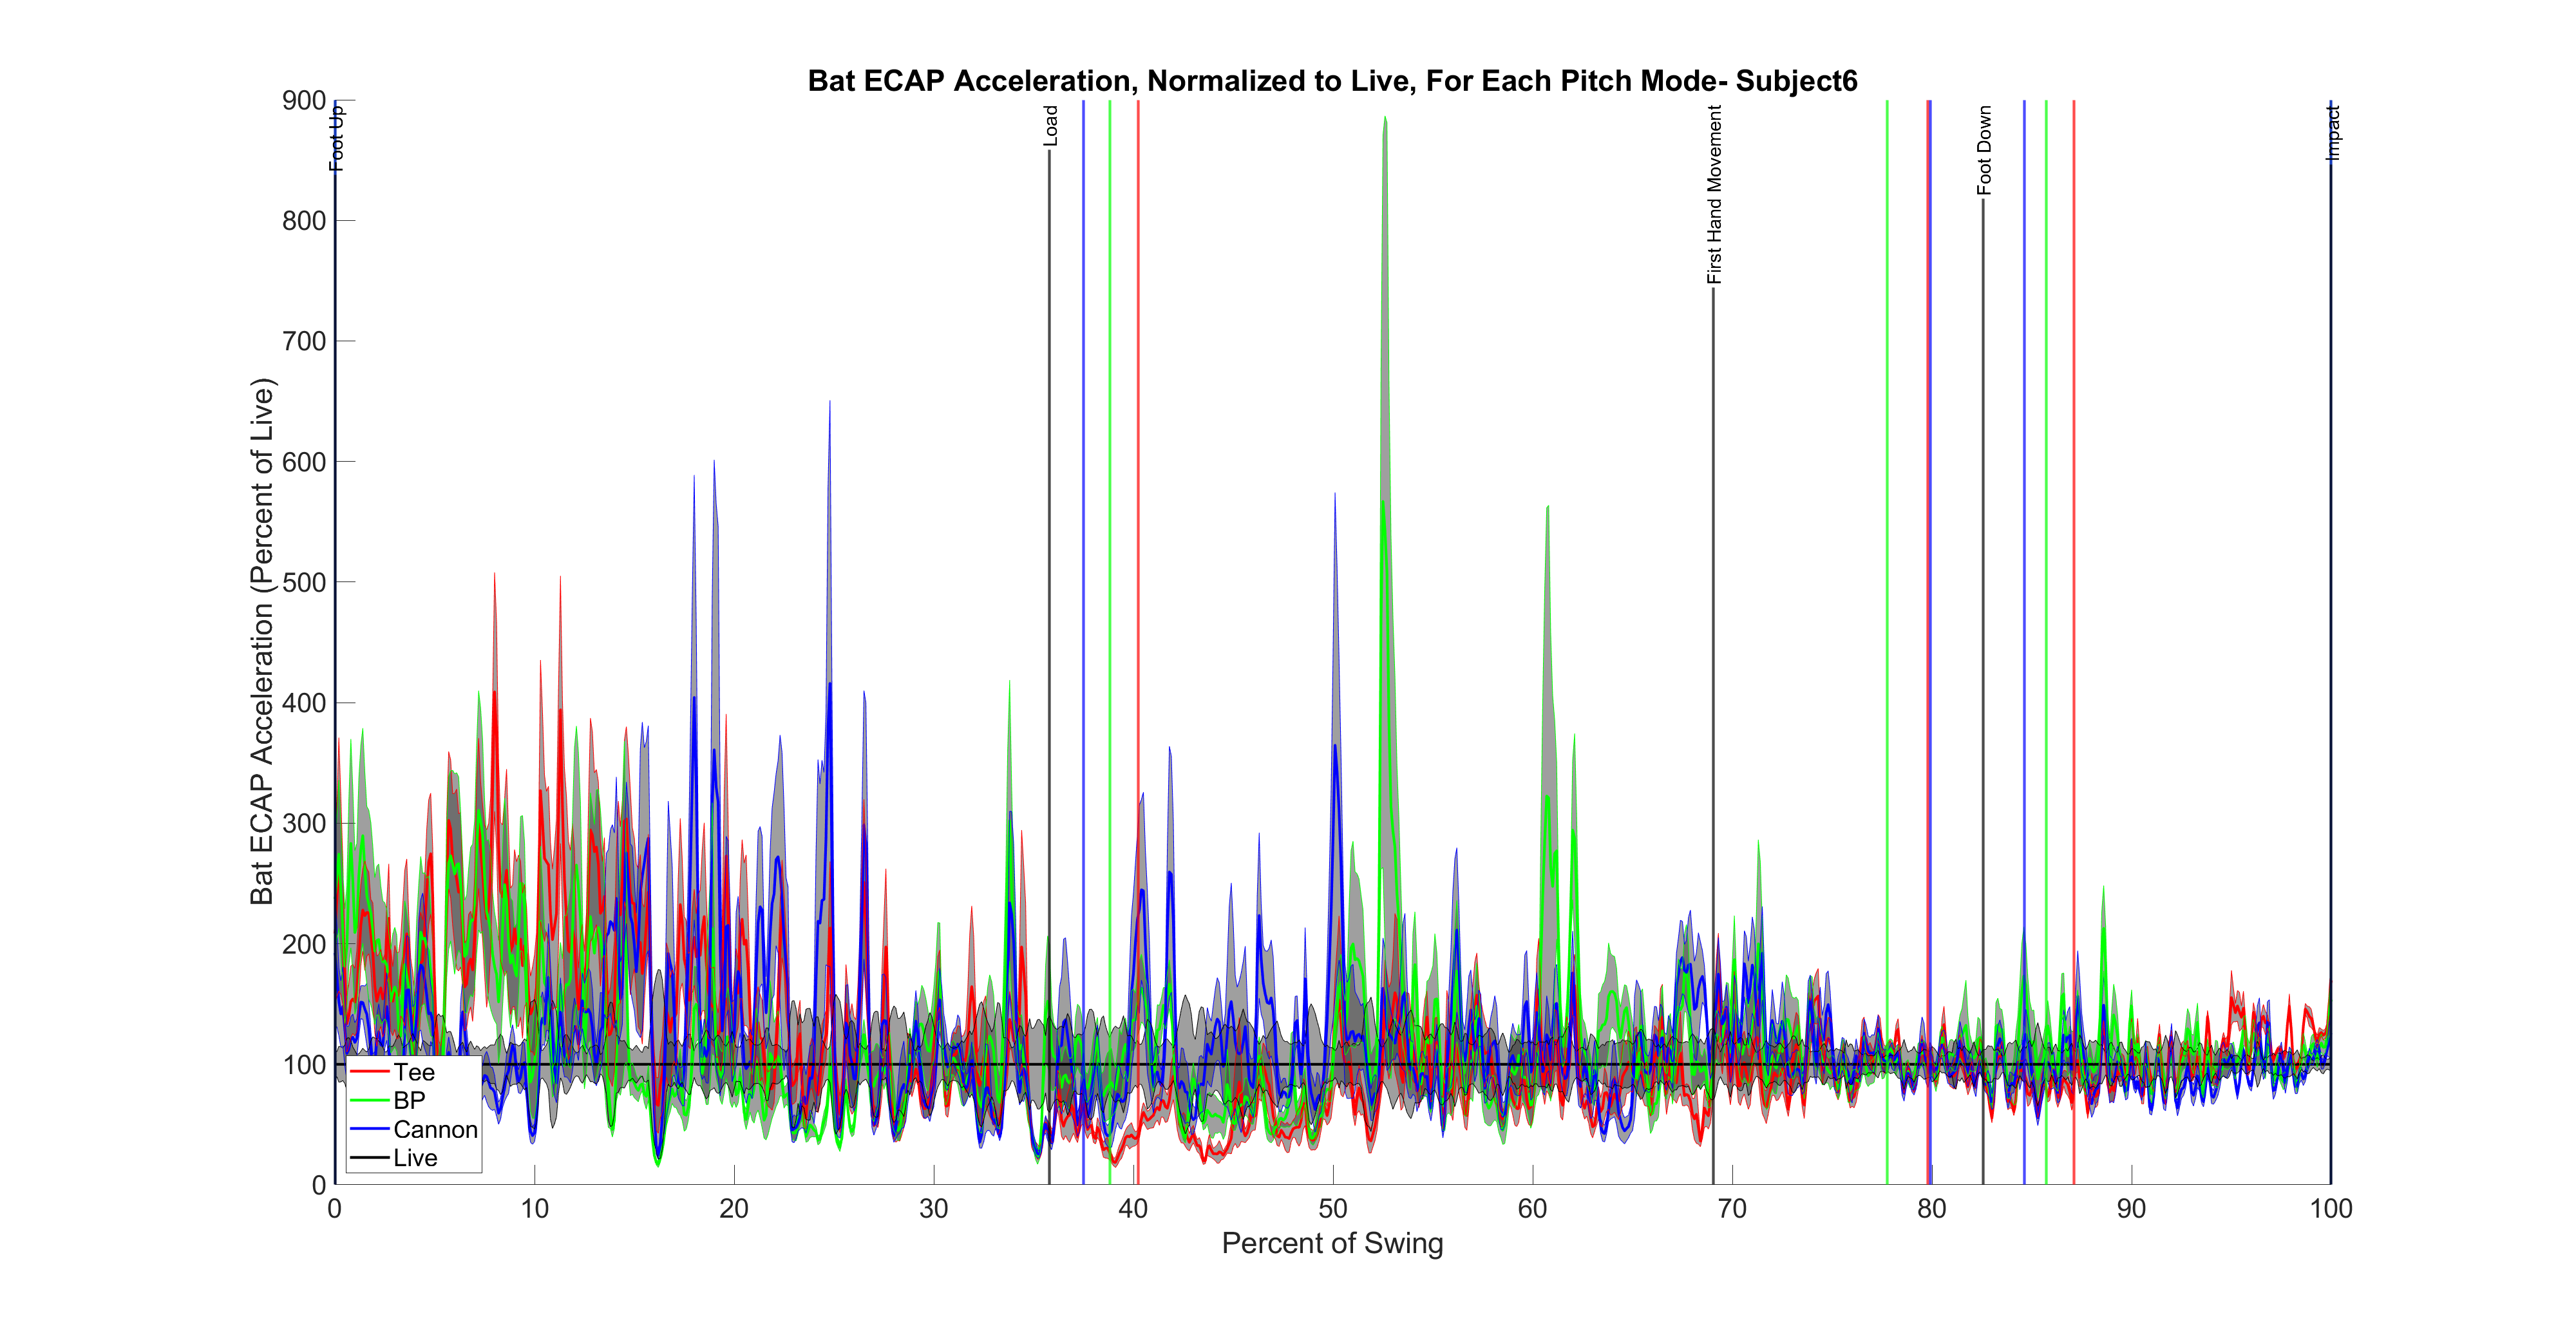 Bat ECAP Acceleration, Normalized to Live, For Each Pitch Mode- Subject6
Bat ECAP Acceleration (Percent of Live)
900
800
700
600
500
400
300
200
100
0
Foot Up
Load
First Hand Movement
Foot Down
Impact
Tee
BP
Cannon
Live
0 10 20 30 40 50 60 70 80 90 100
Percent of Swing